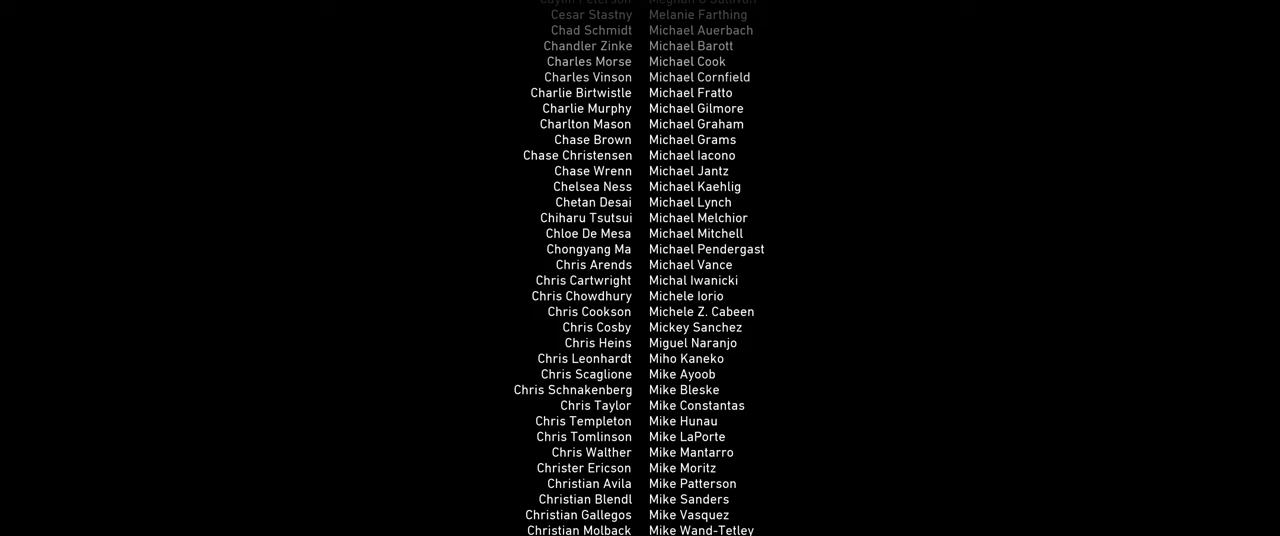 Cesar Stastny Melanie Farthing
Chad Schmidt Michael Auerbach
Chandler Zinke Michael Barott
Charles Morse Michael Cook
Charles Vinson Michael Cornfield
Charlie Birtwistle Michael Fratto
Charlie Murphy Michael Gilmore
Charlton Mason Michael Graham
Chase Brown Michael Grams
Chase Christensen Michael Iacono
Chase Wrenn Michael Jantz
Chelsea Ness Michael Kaehlig
Chetan Desai Michael Lynch
Chiharu Tsutsui Michael Melchior
Chloe De Mesa Michael Mitchell
Chongyang Ma Michael Pendergast
Chris Arends Michael Vance
Chris Cartwright Michal Iwanicki
Chris Chowdhury Michele Iorio
Chris Cookson Michele Z. Cabeen
Chris Cosby Mickey Sanchez
Chris Heins Miguel Naranjo
Chris Leonhardt Miho Kaneko
Chris Scaglione Mike Ayoob
Chris Schnakenberg Mike Bleske
Chris Taylor Mike Constantas
Chris Templeton Mike Hunau
Chris Tomlinson Mike LaPorte
Chris Walther Mike Mantarro
Christer Ericson Mike Moritz
Christian Avila Mike Patterson
Christian Blendl Mike Sanders
Christian Gallegos Mike Vasquez
Christian Molback Mike Wand-Tetley